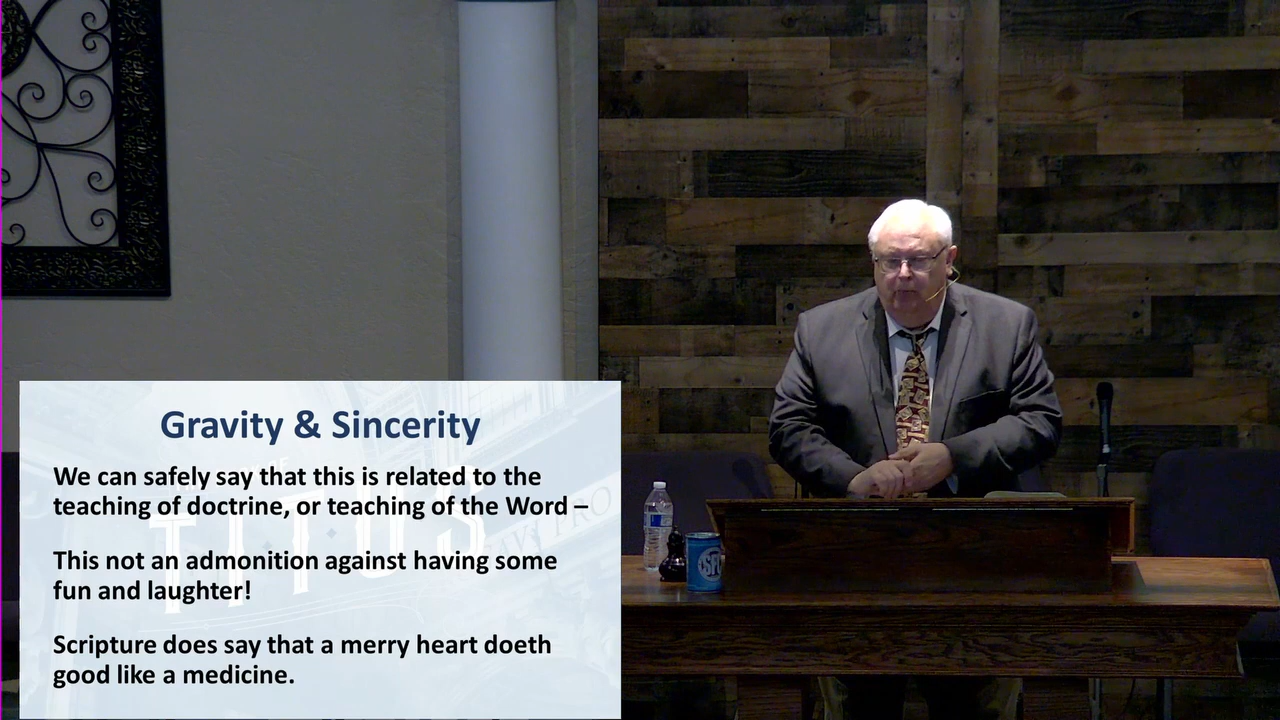 Gravity & Sincerity
We can safely say that this is related to the
teaching of doctrine, or teaching of the Word –
This not an admonition against having some
fun and laughter!
Scripture does say that a merry heart doeth
good like a medicine.
TITUS